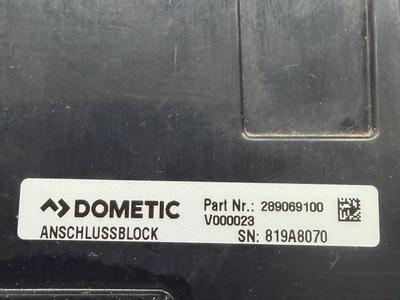 DOMETIC
Part Nr.: 289069100
V000023
ANSCHLUSSBLOCK
SN: 819A8070